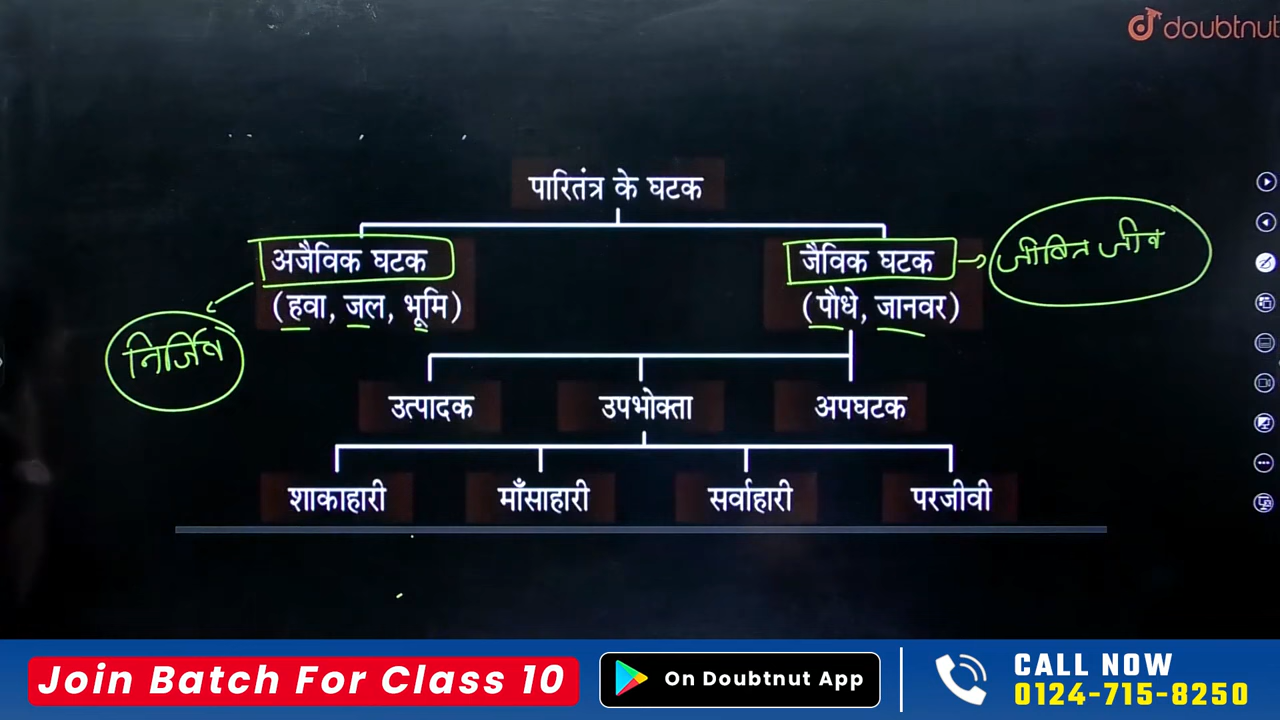 doubtnut
पारितंत्र के घटक
अजैविक घटक
(हवा, जल, भूमि)
निर्जिव
जैविक घटक
(पौधे, जानवर)
जीवित जीव
उत्पादक
उपभोक्ता
अपघटक
शाकाहारी
माँसाहारी
सर्वाहारी
परजीवी
Join Batch For Class 10
On Doubtnut App
CALL NOW
0124-715-8250